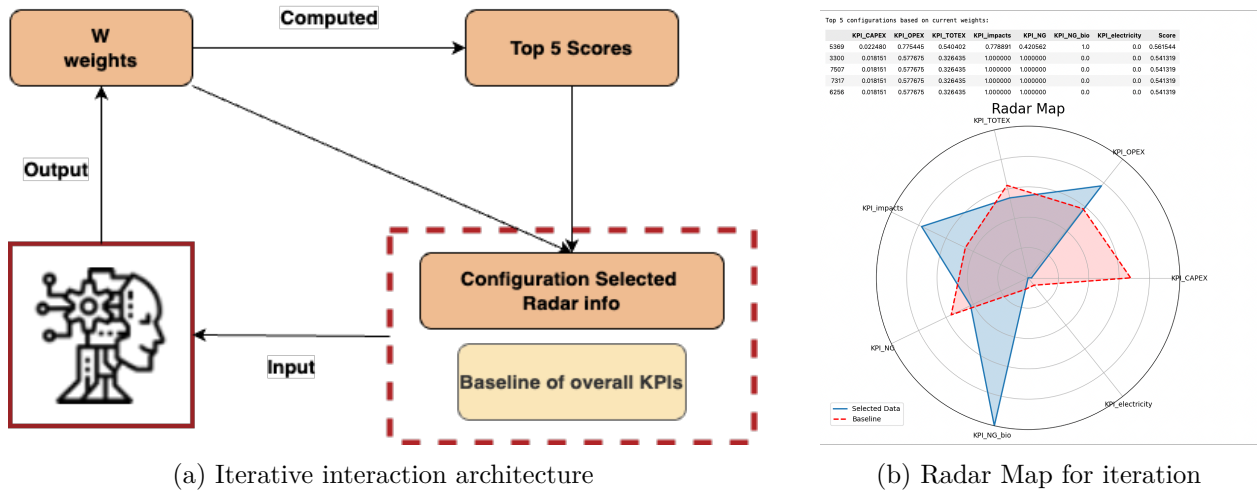 W
weights
Computed
Top 5 Scores
Output
Configuration Selected
Radar info
Input
Baseline of overall KPIs
(a) Iterative interaction architecture
Top 5 configurations based on current weights:
KPI_CAPEX KPI_OPEX KPI_TOTEX KPI_impacts KPI_NG KPI_NG_bio KPI_electricity Score
5369 0.022480 0.775445 0.540402 0.778891 0.420562 1.0 0.0 0.561544
3300 0.018151 0.577675 0.326435 1.000000 1.000000 0.0 0.0 0.541319
7507 0.018151 0.577675 0.326435 1.000000 1.000000 0.0 0.0 0.541319
7317 0.018151 0.577675 0.326435 1.000000 1.000000 0.0 0.0 0.541319
6256 0.018151 0.577675 0.326435 1.000000 1.000000 0.0 0.0 0.541319
Radar Map
KPI_TOTEX
KPI_OPEX
KPI_impacts
KPI_CAPEX
KPI_NG
KPI_electricity
Selected Data
Baseline
KPI_NG_bio
(b) Radar Map for iteration